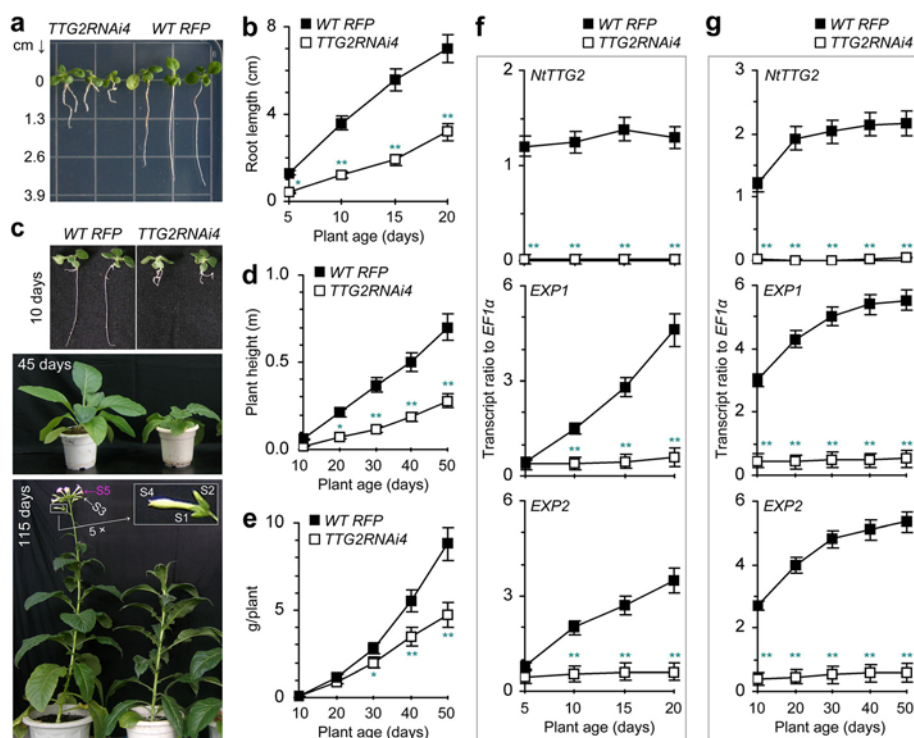 a
TTG2RNAi4 WT RFP
cm ↓
0
1.3
2.6
3.9
b
WT RFP
TTG2RNAi4
Root length (cm)
8
4
0
*
**
**
**
5 10 15 20
Plant age (days)
c
WT RFP TTG2RNAi4
10 days
45 days
115 days
S5
S3
5 ×
S4
S2
S1
d
WT RFP
TTG2RNAi4
Plant height (m)
1.0
0.5
0.0
*
**
**
**
10 20 30 40 50
Plant age (days)
e
WT RFP
TTG2RNAi4
g/plant
10
5
0
*
**
**
10 20 30 40 50
Plant age (days)
f
WT RFP
TTG2RNAi4
Transcript ratio to EF1α
NtTTG2
2
1
0
** ** ** **
EXP1
6
3
0
** ** **
EXP2
6
4
2
0
** ** **
5 10 15 20
Plant age (days)
g
WT RFP
TTG2RNAi4
Transcript ratio to EF1α
NtTTG2
3
2
1
0
** ** ** ** **
EXP1
6
4
2
0
** ** ** ** **
EXP2
6
4
2
0
** ** ** ** **
10 20 30 40 50
Plant age (days)